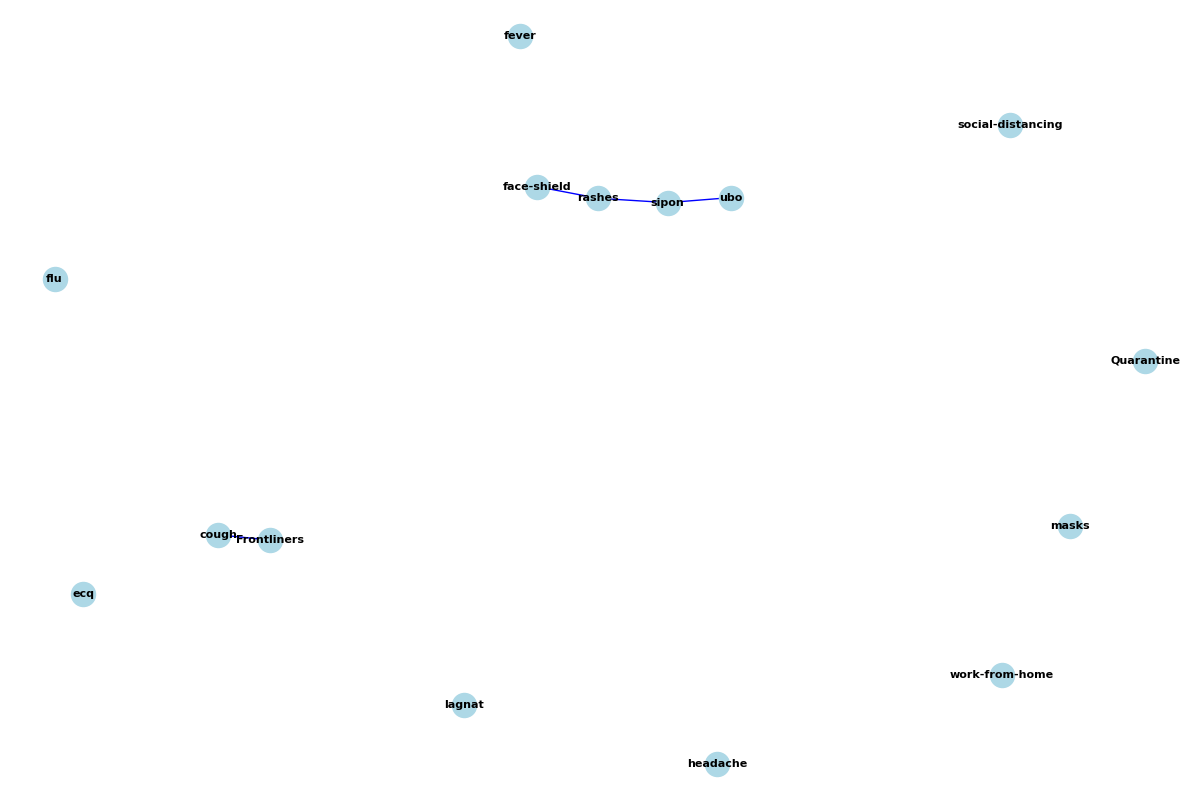 fever
social-distancing
face-shield
rashes
sipon
ubo
flu
Quarantine
masks
cough
Frontliners
ecq
work-from-home
lagnat
headache